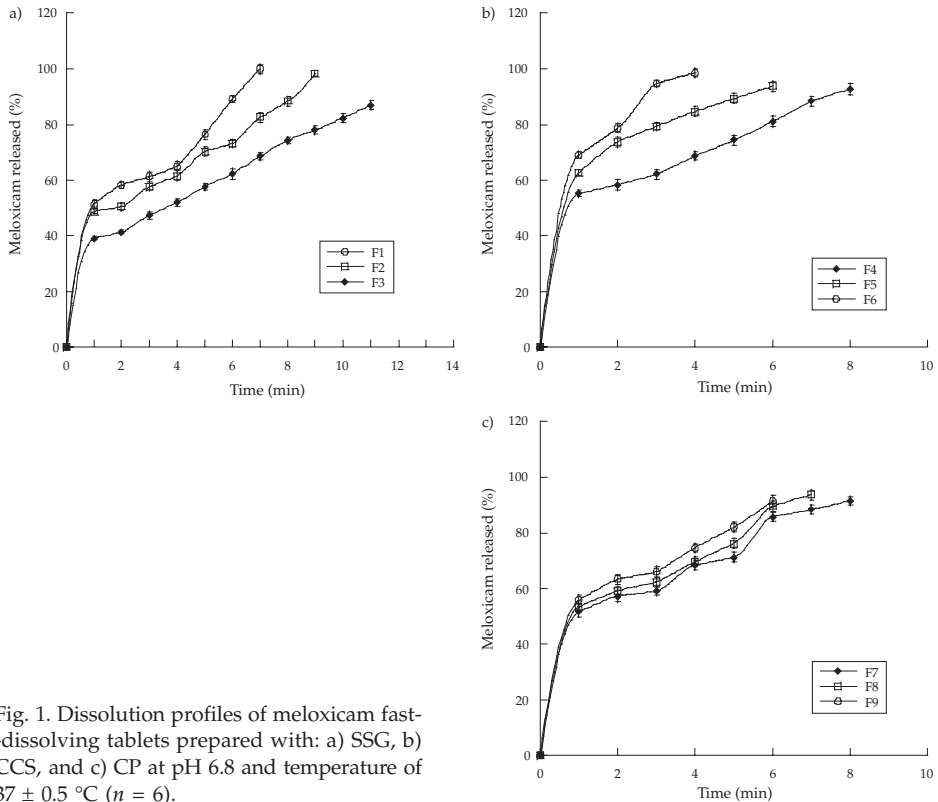 a)
120
100
80
60
40
20
0
Meloxicam released (%)
0 2 4 6 8 10 12 14
Time (min)
F1
F2
F3
b)
120
100
80
60
40
20
0
Meloxicam released (%)
0 2 4 6 8 10
Time (min)
F4
F5
F6
c)
120
100
80
60
40
20
0
Meloxicam released (%)
0 2 4 6 8 10
Time (min)
F7
F8
F9
Fig. 1. Dissolution profiles of meloxicam fast-
-dissolving tablets prepared with: a) SSG, b)
CCS, and c) CP at pH 6.8 and temperature of
37 ± 0.5 °C (n = 6).